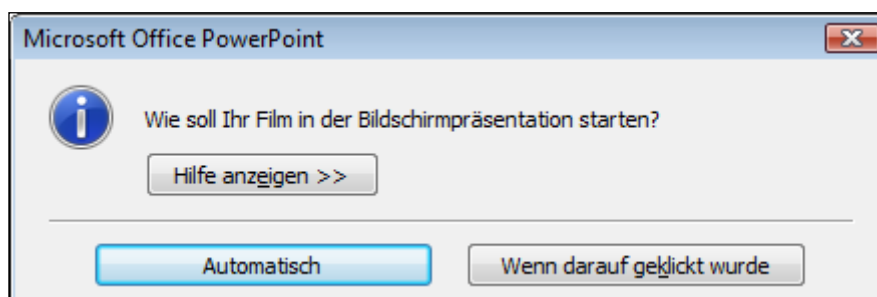 Microsoft Office PowerPoint
Wie soll Ihr Film in der Bildschirmpräsentation starten?
Hilfe anzeigen >>
Automatisch
Wenn darauf geklickt wurde